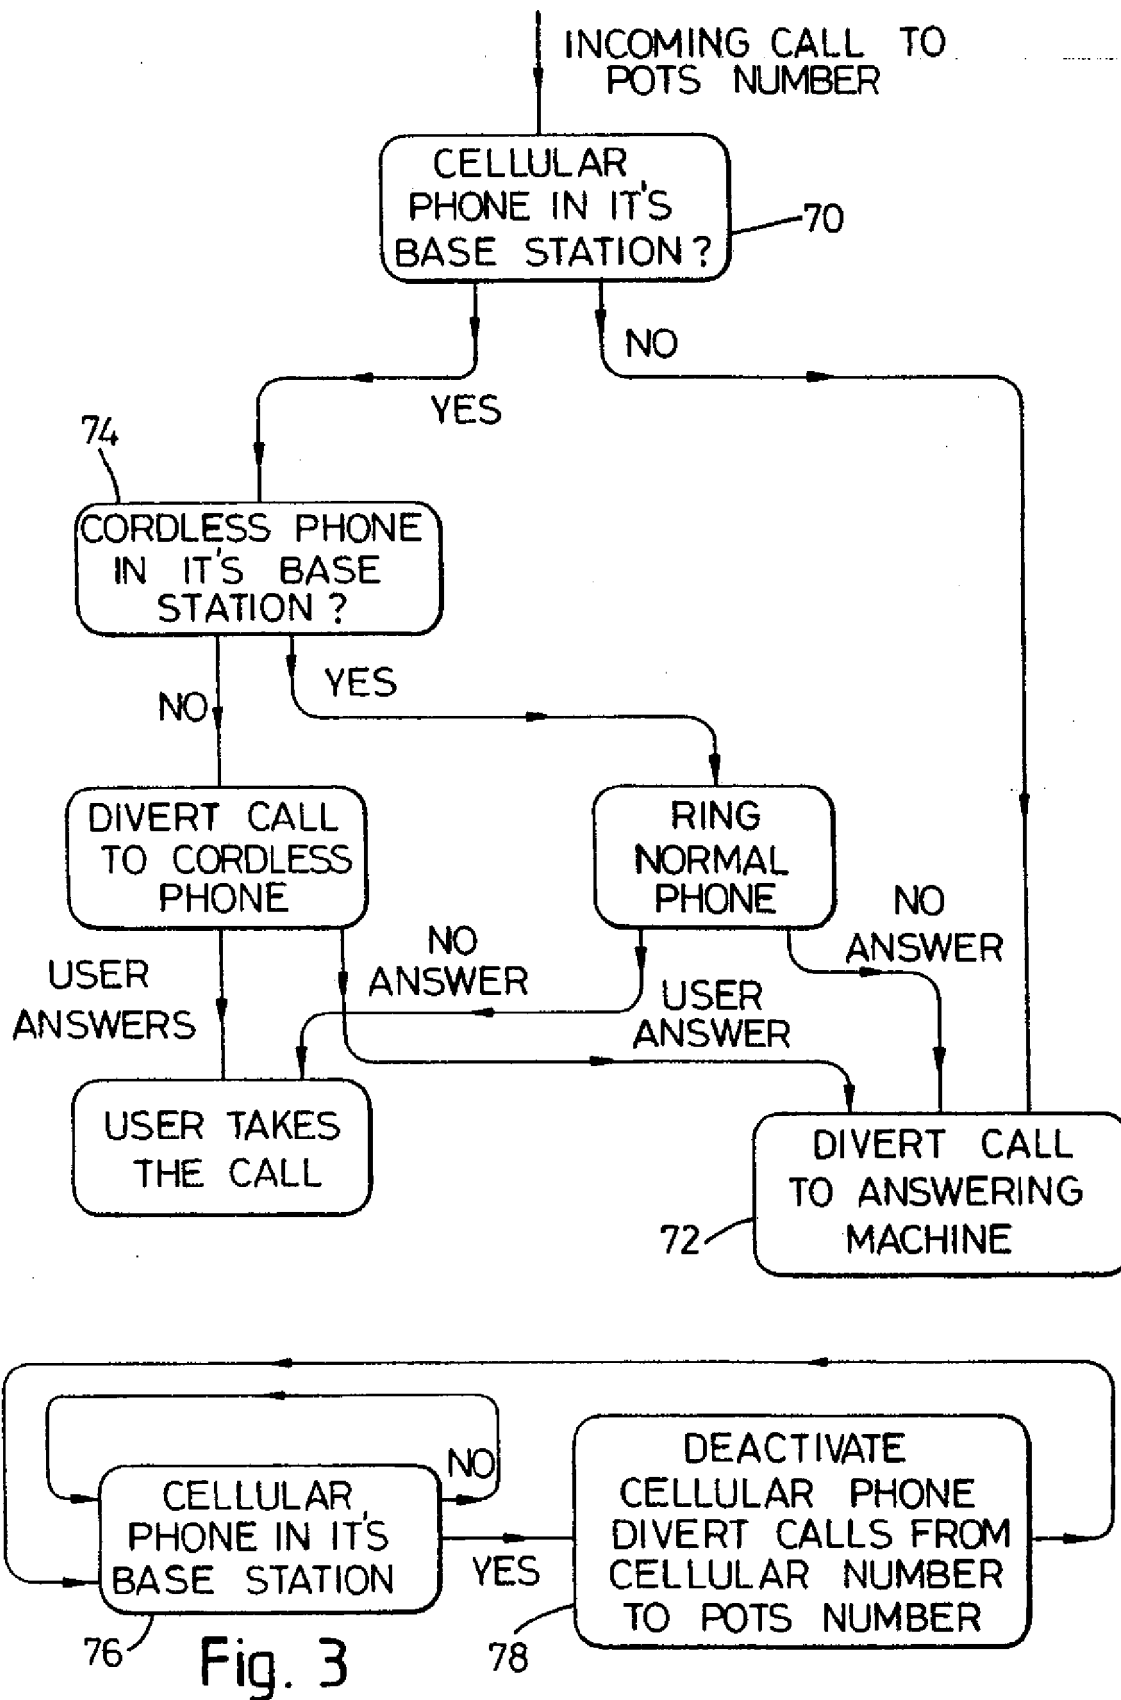 INCOMING CALL TO
POTS NUMBER
CELLULAR
PHONE IN IT'S
BASE STATION?
70
NO
YES
74
CORDLESS PHONE
IN IT'S BASE
STATION?
YES
NO
DIVERT CALL
TO CORDLESS
PHONE
RING
NORMAL
PHONE
NO
ANSWER
NO
ANSWER
USER
ANSWERS
USER
ANSWER
USER TAKES
THE CALL
DIVERT CALL
TO ANSWERING
MACHINE
72
NO
CELLULAR
PHONE IN IT'S
BASE STATION
YES
DEACTIVATE
CELLULAR PHONE
DIVERT CALLS FROM
CELLULAR NUMBER
TO POTS NUMBER
76
78
Fig. 3